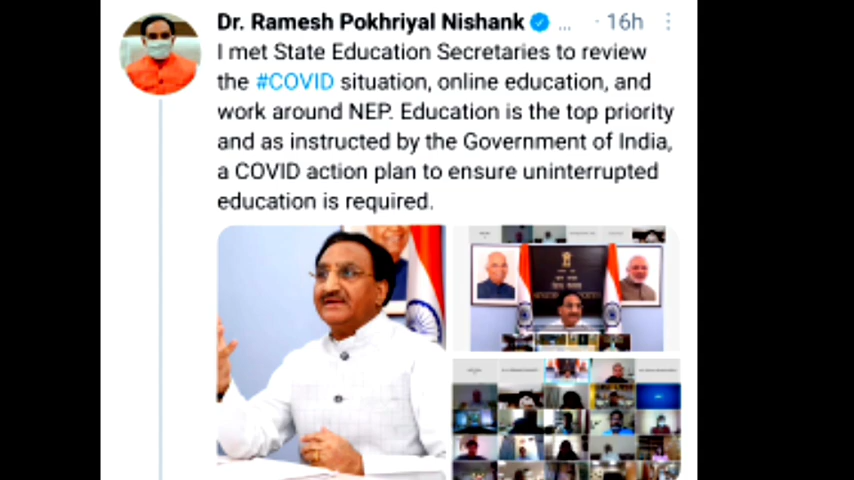 Dr. Ramesh Pokhriyal Nishank ... · 16h
I met State Education Secretaries to review
the #COVID situation, online education, and
work around NEP. Education is the top priority
and as instructed by the Government of India,
a COVID action plan to ensure uninterrupted
education is required.